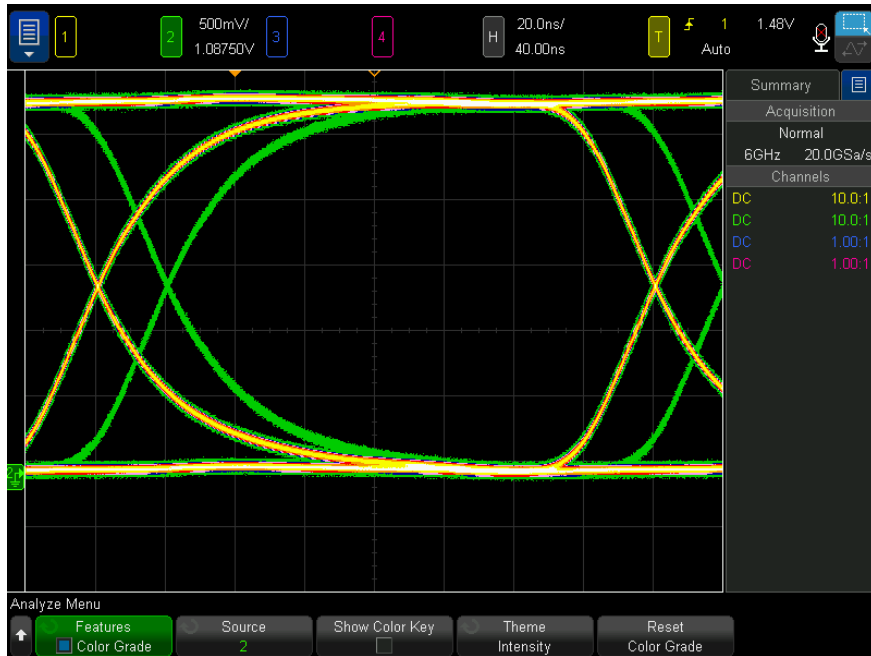 1
2
500mV/
1.08750V
3
4
H
20.0ns/
40.00ns
T
1
1.48V
Auto
Summary
Acquisition
Normal
6GHz 20.0GSa/s
Channels
DC 10.0:1
DC 10.0:1
DC 1.00:1
DC 1.00:1
2
Analyze Menu
Features
Color Grade
Source
2
Show Color Key
Theme
Intensity
Reset
Color Grade